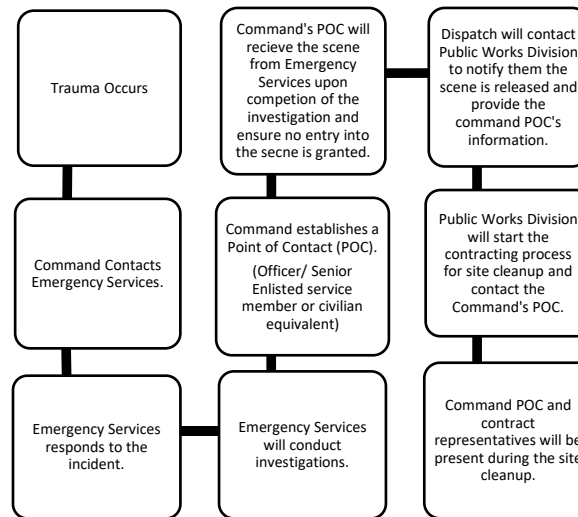 Trauma Occurs
Command Contacts
Emergency Services.
Emergency Services
responds to the
incident.
Emergency Services
will conduct
investigations.
Command establishes a
Point of Contact (POC).
(Officer/ Senior
Enlisted service
member or civilian
equivalent)
Command's POC will
recieve the scene
from Emergency
Services upon
competion of the
investigation and
ensure no entry into
the secne is granted.
Dispatch will contact
Public Works Division
to notify them the
scene is released and
provide the
command POC's
information.
Public Works Division
will start the
contracting process
for site cleanup and
contact the
Command's POC.
Command POC and
contract
representatives will be
present during the site
cleanup.